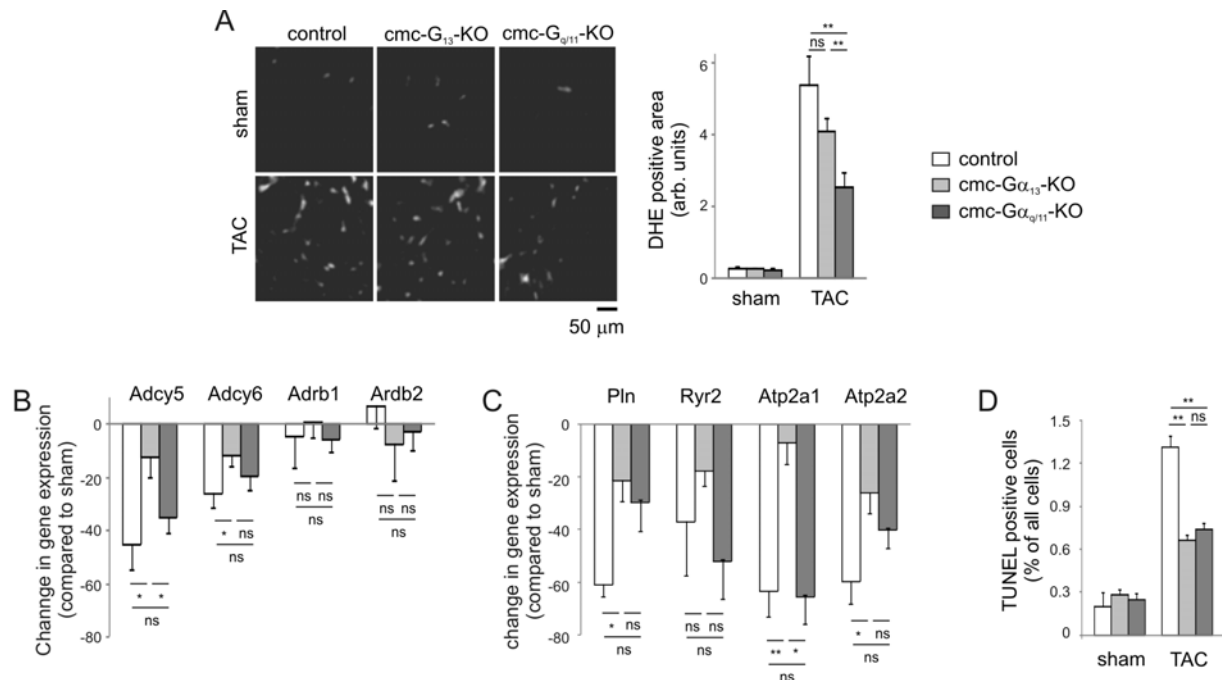 A
control
cmc-G₁₃-KO
cmc-G_q/11-KO
sham
TAC
50 μm
DHE positive area
(arb. units)
6
4
2
0
**
ns
**
sham
TAC
control
cmc-Gα₁₃-KO
cmc-Gα_q/11-KO
B
Adcy5
Adcy6
Adrb1
Ardb2
Channge in gene expression
(compared to sham)
0
-20
-40
-60
-80
* *
ns
* ns
ns
ns ns
ns
ns ns
ns
C
Pln
Ryr2
Atp2a1
Atp2a2
change in gene expression
(compared to sham)
0
-20
-40
-60
-80
* ns
ns
ns ns
ns
** *
ns
* ns
ns
D
TUNEL positive cells
(% of all cells)
1.5
1.2
0.9
0.6
0.3
0
**
** ns
sham
TAC